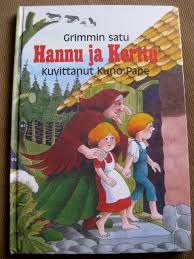 Grimmin satu
Hannu ja Kerttu
Kuvittanut Kuno Pape